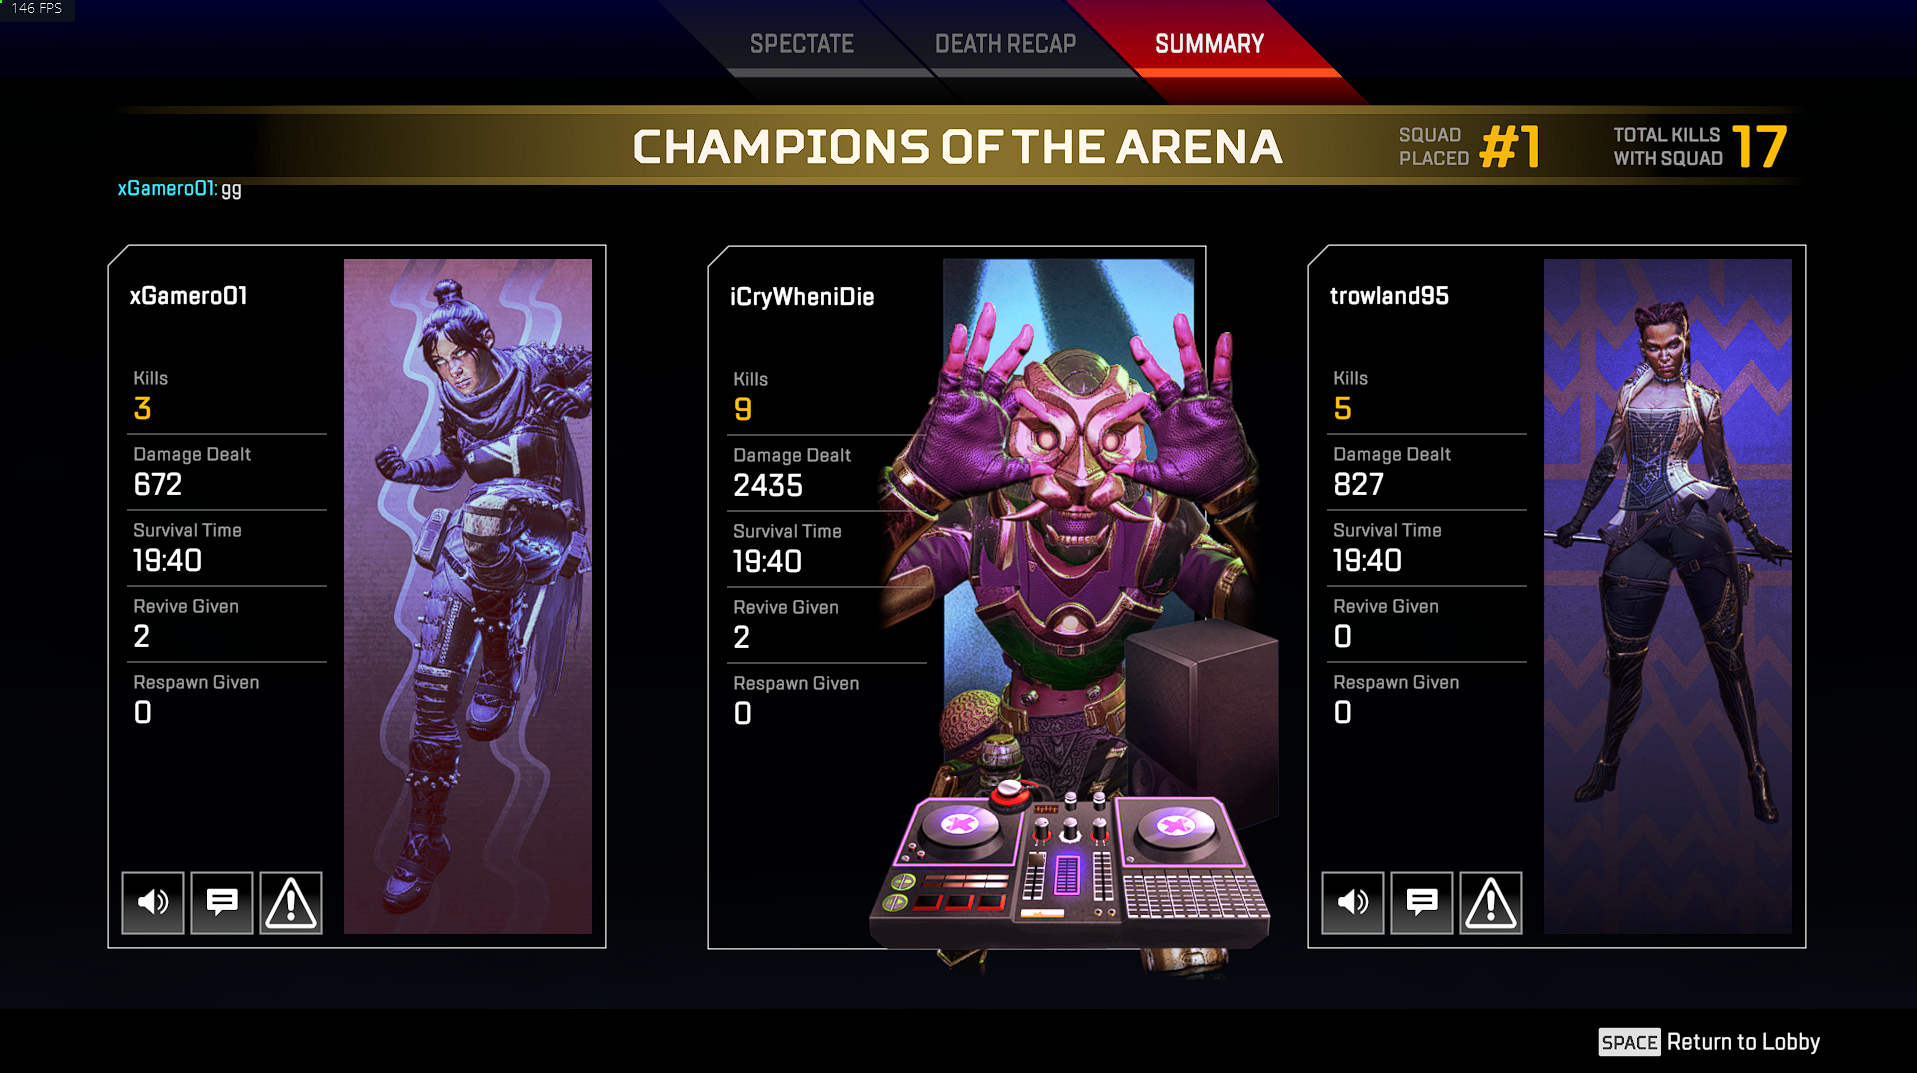 146 FPS
SPECTATE
DEATH RECAP
SUMMARY
CHAMPIONS OF THE ARENA
SQUAD
PLACED
#1
TOTAL KILLS
WITH SQUAD
17
xGamero01: gg
xGamero01
Kills
3
Damage Dealt
672
Survival Time
19:40
Revive Given
2
Respawn Given
0
iCryWheniDie
Kills
9
Damage Dealt
2435
Survival Time
19:40
Revive Given
2
Respawn Given
0
trowland95
Kills
5
Damage Dealt
827
Survival Time
19:40
Revive Given
0
Respawn Given
0
SPACE Return to Lobby